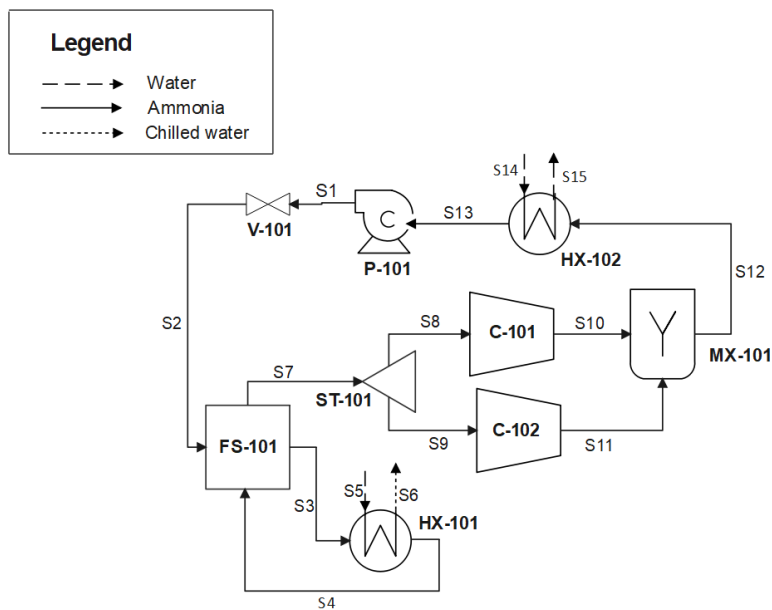 Legend
Water
Ammonia
Chilled water
S14
S15
S1
S13
C
V-101
P-101
HX-102
S12
S2
S8
C-101
S10
MX-101
S7
ST-101
FS-101
S9
C-102
S11
S3
S5
S6
HX-101
S4